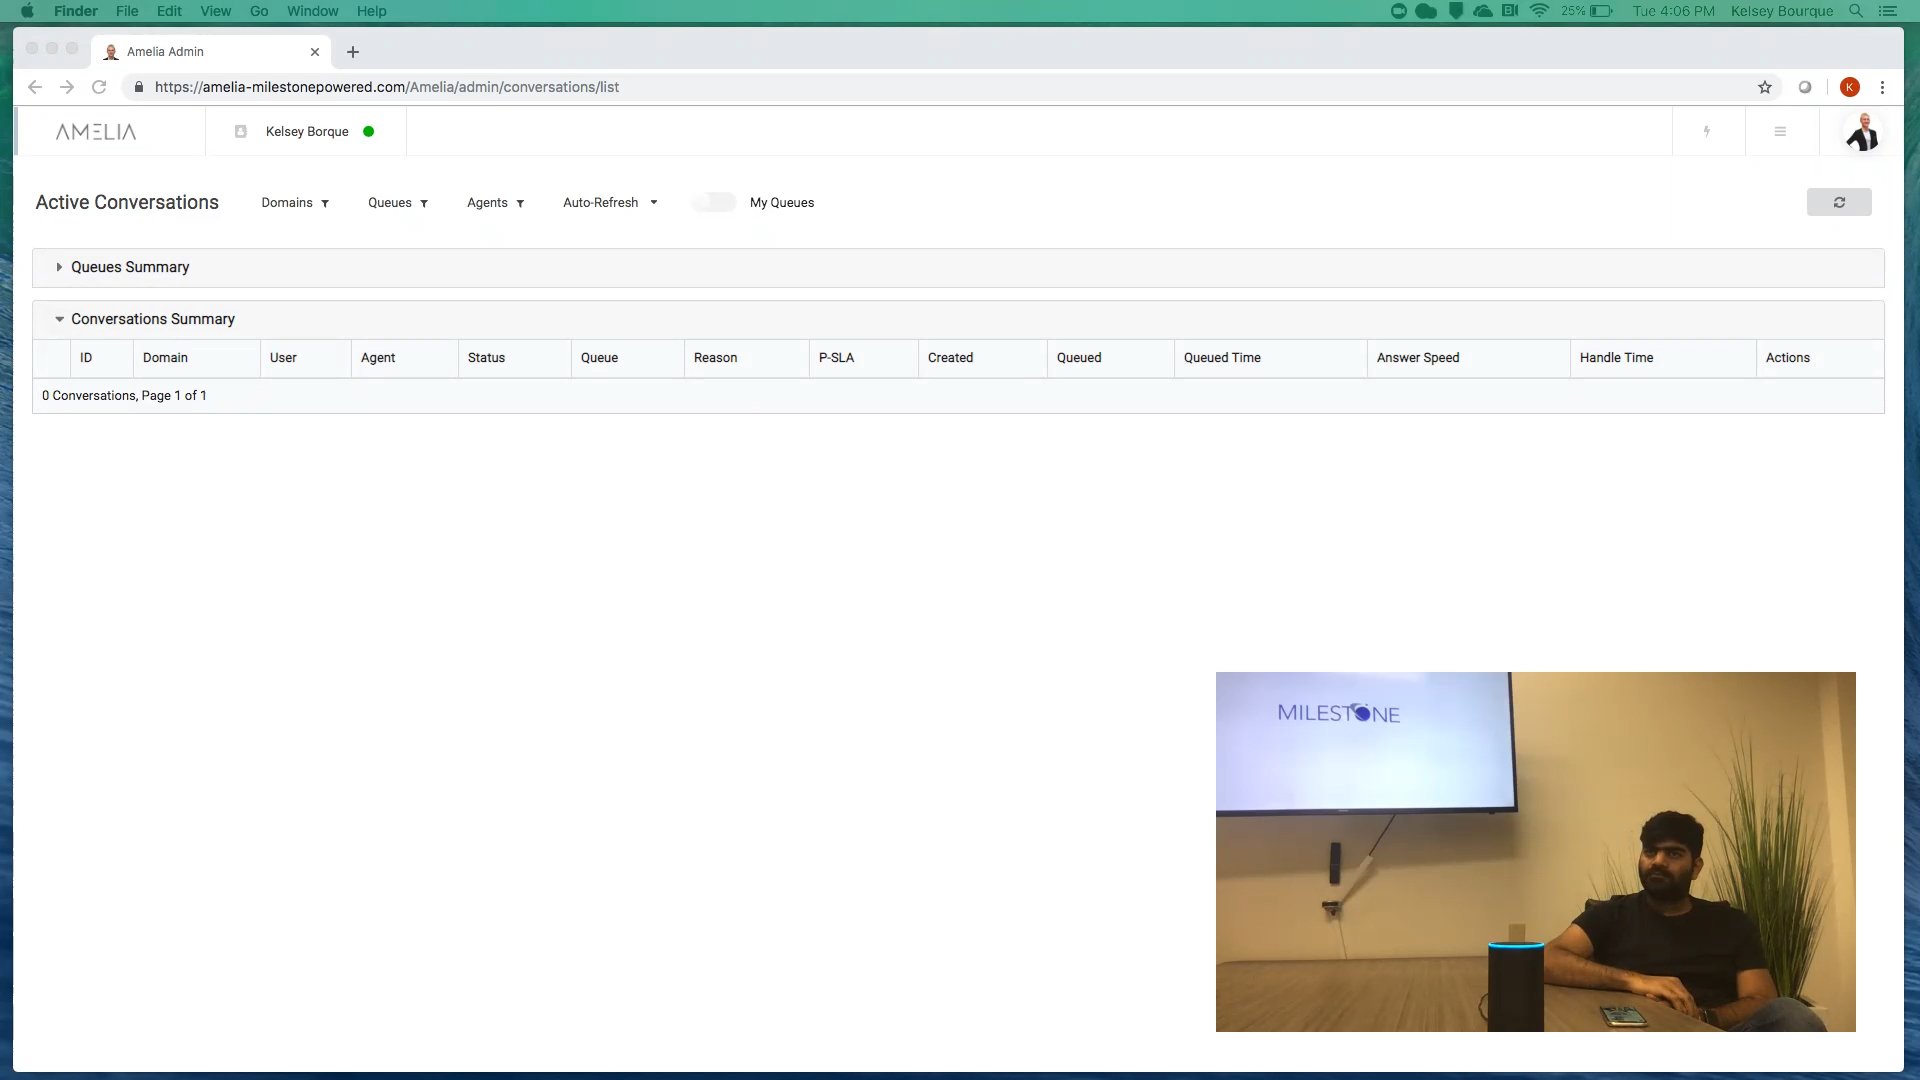 Finder File Edit View Go Window Help 25% Tue 4:06 PM Kelsey Bourque
Amelia Admin
https://amelia-milestonepowered.com/Amelia/admin/conversations/list K
AMELIA Kelsey Borque
Active Conversations Domains Queues Agents Auto-Refresh My Queues
Queues Summary
Conversations Summary
ID Domain User Agent Status Queue Reason P-SLA Created Queued Queued Time Answer Speed Handle Time Actions
0 Conversations, Page 1 of 1
MILESTONE